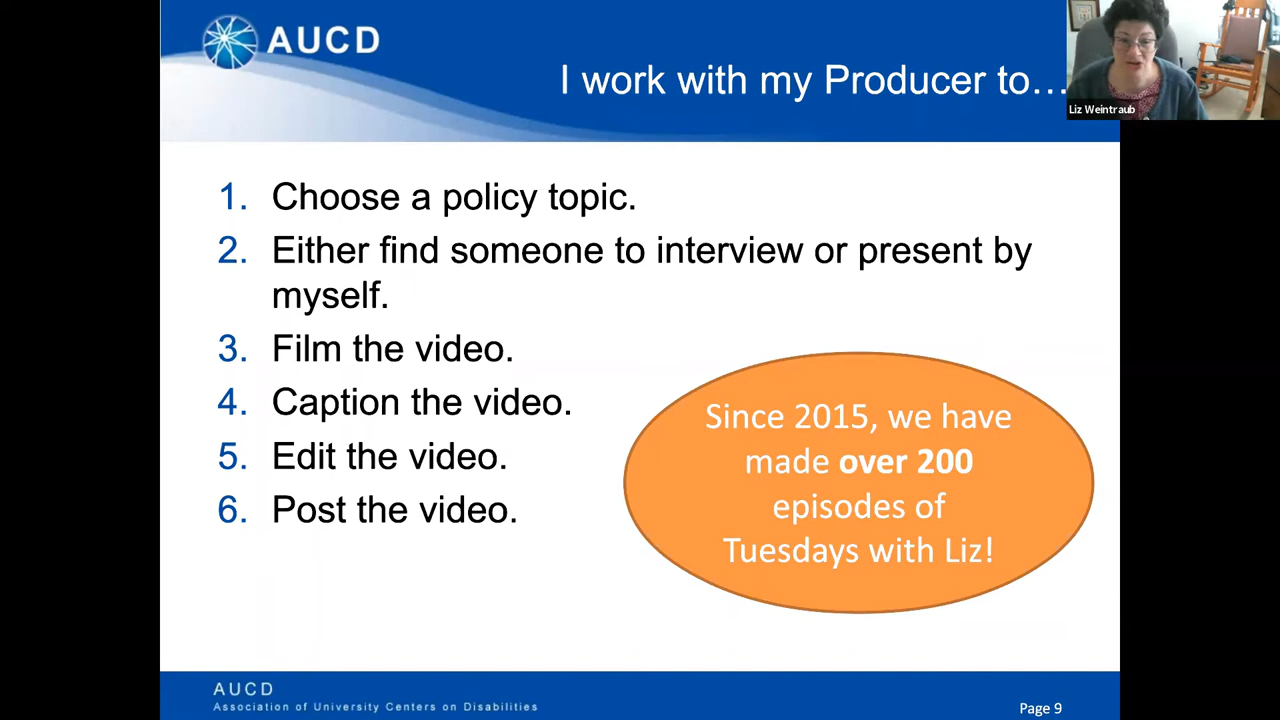 AUCD
I work with my Producer to…
Liz Weintraub
1. Choose a policy topic.
2. Either find someone to interview or present by
myself.
3. Film the video.
4. Caption the video.
5. Edit the video.
6. Post the video.
Since 2015, we have
made over 200
episodes of
Tuesdays with Liz!
AUCD
Association of University Centers on Disabilities
Page 9